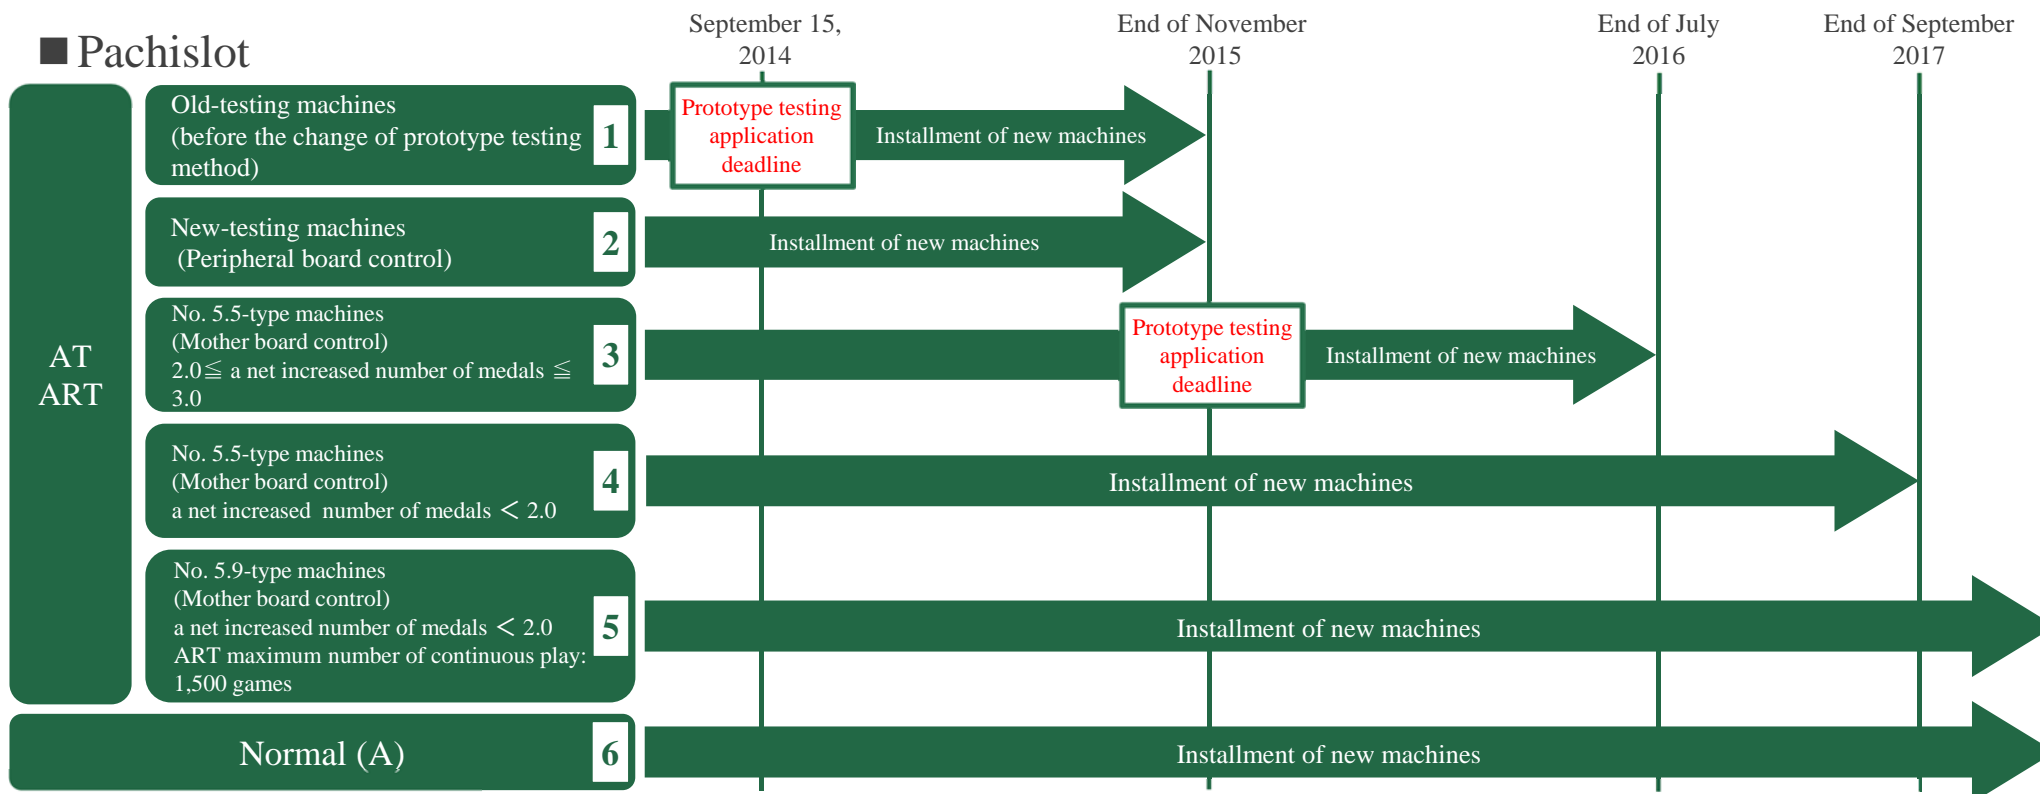 ■ Pachislot
September 15,
2014
End of November
2015
End of July
2016
End of September
2017
AT
ART
Old-testing machines
(before the change of prototype testing
method)
1
Prototype testing
application
deadline
Installment of new machines
New-testing machines
(Peripheral board control)
2
Installment of new machines
No. 5.5-type machines
(Mother board control)
2.0≦ a net increased number of medals ≦
3.0
3
Prototype testing
application
deadline
Installment of new machines
No. 5.5-type machines
(Mother board control)
a net increased number of medals ＜ 2.0
4
Installment of new machines
No. 5.9-type machines
(Mother board control)
a net increased number of medals ＜ 2.0
ART maximum number of continuous play:
1,500 games
5
Installment of new machines
Normal (A)
6
Installment of new machines